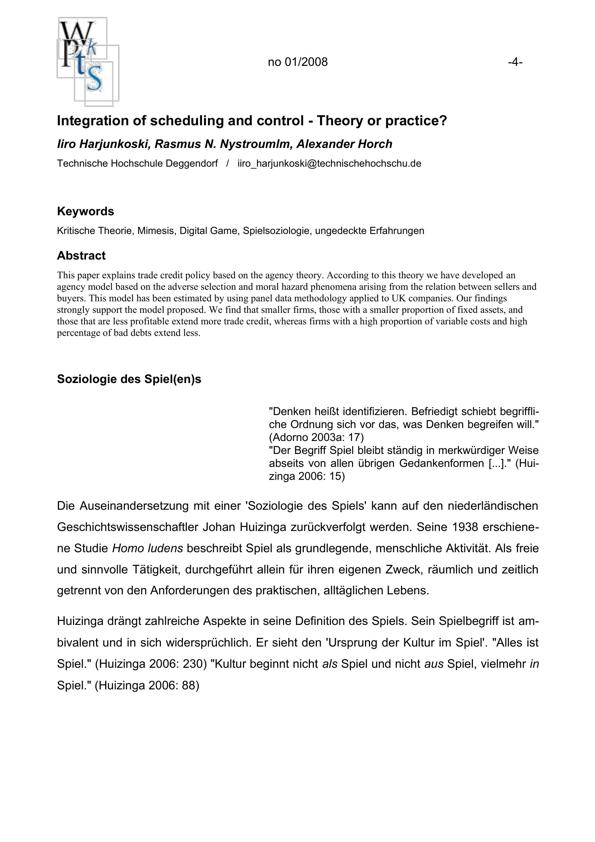 W
P k
t s
S
no 01/2008 -4-
Integration of scheduling and control - Theory or practice?
Iiro Harjunkoski, Rasmus N. Nystroumlm, Alexander Horch
Technische Hochschule Deggendorf / iiro_harjunkoski@technischehochschu.de
Keywords
Kritische Theorie, Mimesis, Digital Game, Spielsoziologie, ungedeckte Erfahrungen
Abstract
This paper explains trade credit policy based on the agency theory. According to this theory we have developed an
agency model based on the adverse selection and moral hazard phenomena arising from the relation between sellers and
buyers. This model has been estimated by using panel data methodology applied to UK companies. Our findings
strongly support the model proposed. We find that smaller firms, those with a smaller proportion of fixed assets, and
those that are less profitable extend more trade credit, whereas firms with a high proportion of variable costs and high
percentage of bad debts extend less.
Soziologie des Spiel(en)s
"Denken heißt identifizieren. Befriedigt schiebt begriffli-
che Ordnung sich vor das, was Denken begreifen will."
(Adorno 2003a: 17)
"Der Begriff Spiel bleibt ständig in merkwürdiger Weise
abseits von allen übrigen Gedankenformen [...]." (Hui-
zinga 2006: 15)
Die Auseinandersetzung mit einer 'Soziologie des Spiels' kann auf den niederländischen
Geschichtswissenschaftler Johan Huizinga zurückverfolgt werden. Seine 1938 erschiene-
ne Studie Homo ludens beschreibt Spiel als grundlegende, menschliche Aktivität. Als freie
und sinnvolle Tätigkeit, durchgeführt allein für ihren eigenen Zweck, räumlich und zeitlich
getrennt von den Anforderungen des praktischen, alltäglichen Lebens.
Huizinga drängt zahlreiche Aspekte in seine Definition des Spiels. Sein Spielbegriff ist am-
bivalent und in sich widersprüchlich. Er sieht den 'Ursprung der Kultur im Spiel'. "Alles ist
Spiel." (Huizinga 2006: 230) "Kultur beginnt nicht als Spiel und nicht aus Spiel, vielmehr in
Spiel." (Huizinga 2006: 88)